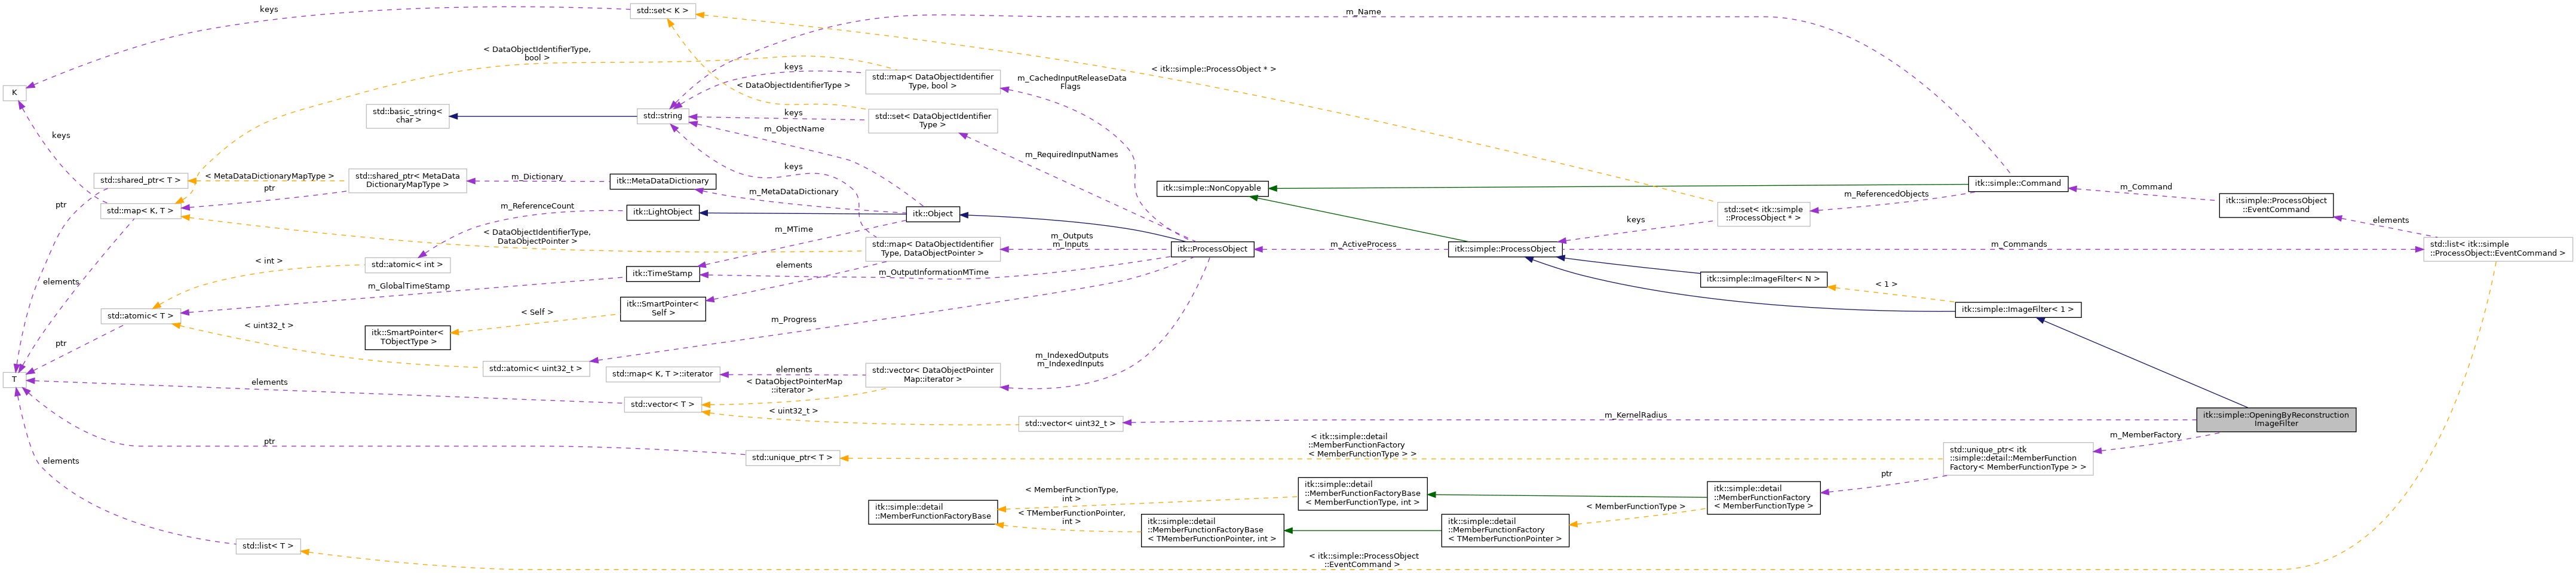 keys
std::set< K >
m_Name
< DataObjectIdentifierType,
bool >
keys
std::map< DataObjectIdentifier
Type, bool >
m_CachedInputReleaseData
Flags
< itk::simple::ProcessObject * >
K
< DataObjectIdentifierType >
std::basic_string<
char >
std::string
keys
std::set< DataObjectIdentifier
Type >
m_ObjectName
keys
m_RequiredInputNames
keys
std::shared_ptr< T >
< MetaDataDictionaryMapType >
ptr
std::shared_ptr< MetaData
DictionaryMapType >
m_Dictionary
itk::MetaDataDictionary
m_MetaDataDictionary
itk::simple::NonCopyable
itk::simple::Command
m_Command
itk::simple::ProcessObject
::EventCommand
m_ReferencedObjects
ptr
std::map< K, T >
m_ReferenceCount
itk::LightObject
itk::Object
std::set< itk::simple
::ProcessObject * >
keys
elements
< DataObjectIdentifierType,
DataObjectPointer >
m_MTime
std::map< DataObjectIdentifier
Type, DataObjectPointer >
m_Outputs
m_Inputs
itk::ProcessObject
m_ActiveProcess
itk::simple::ProcessObject
m_Commands
std::list< itk::simple
::ProcessObject::EventCommand >
< int >
std::atomic< int >
itk::TimeStamp
elements
m_OutputInformationMTime
itk::simple::ImageFilter< N >
< 1 >
elements
m_GlobalTimeStamp
itk::SmartPointer<
Self >
itk::simple::ImageFilter< 1 >
std::atomic< T >
< uint32_t >
< Self >
m_Progress
itk::SmartPointer<
TObjectType >
ptr
m_IndexedOutputs
m_IndexedInputs
std::atomic< uint32_t >
std::map< K, T >::iterator
elements
std::vector< DataObjectPointer
Map::iterator >
T
elements
< DataObjectPointerMap
::iterator >
std::vector< T >
< uint32_t >
std::vector< uint32_t >
m_KernelRadius
itk::simple::OpeningByReconstruction
ImageFilter
m_MemberFactory
ptr
std::unique_ptr< T >
< itk::simple::detail
::MemberFunctionFactory
< MemberFunctionType > >
std::unique_ptr< itk
::simple::detail::MemberFunction
Factory< MemberFunctionType > >
elements
ptr
< MemberFunctionType,
int >
itk::simple::detail
::MemberFunctionFactoryBase
< MemberFunctionType, int >
itk::simple::detail
::MemberFunctionFactory
< MemberFunctionType >
itk::simple::detail
::MemberFunctionFactoryBase
< TMemberFunctionPointer,
int >
itk::simple::detail
::MemberFunctionFactoryBase
< TMemberFunctionPointer, int >
itk::simple::detail
::MemberFunctionFactory
< TMemberFunctionPointer >
< MemberFunctionType >
std::list< T >
< itk::simple::ProcessObject
::EventCommand >